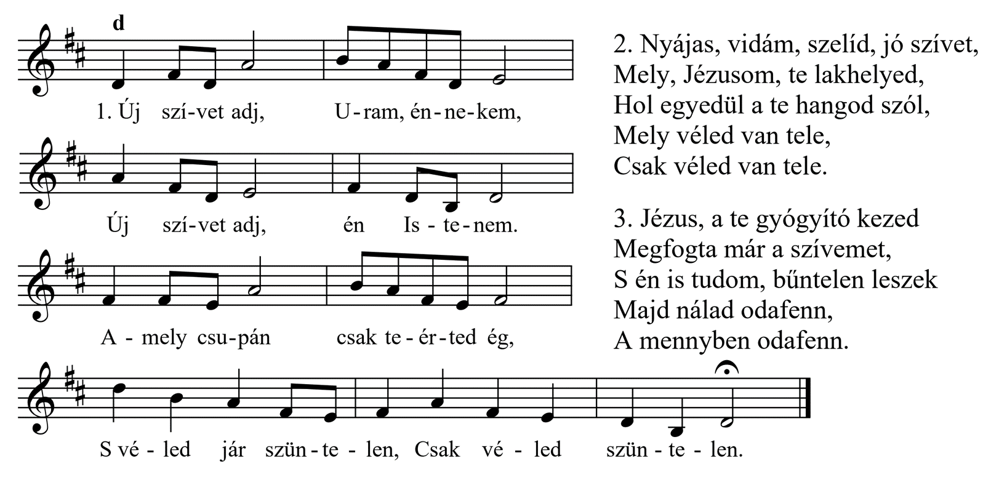 d
1. Új szí-vet adj, U-ram, én-ne-kem,
Új szí-vet adj, én Is-te-nem.
A-mely csu-pán csak te-ér-ted ég,
S vé-led jár szün-te-len, Csak vé-led szün-te-len.
2. Nyájas, vidám, szelíd, jó szívet,
Mely, Jézusom, te lakhelyed,
Hol egyedül a te hangod szól,
Mely véled van tele,
Csak véled van tele.
3. Jézus, a te gyógyító kezed
Megfogta már a szívemet,
S én is tudom, bűntelen leszek
Majd nálad odafenn,
A mennyben odafenn.